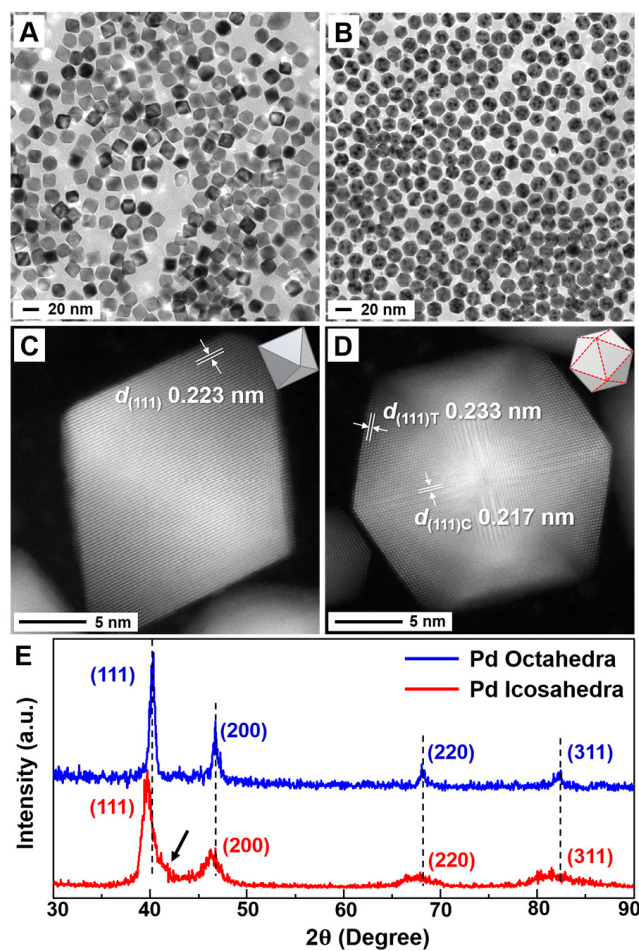 A
B
20 nm
20 nm
C
D
d(111) 0.223 nm
d(111)T 0.233 nm
d(111)C 0.217 nm
5 nm
5 nm
E
Pd Octahedra
Pd Icosahedra
(111)
(200)
(220)
(311)
(111)
(200)
(220)
(311)
Intensity (a.u.)
30 40 50 60 70 80 90
2θ (Degree)